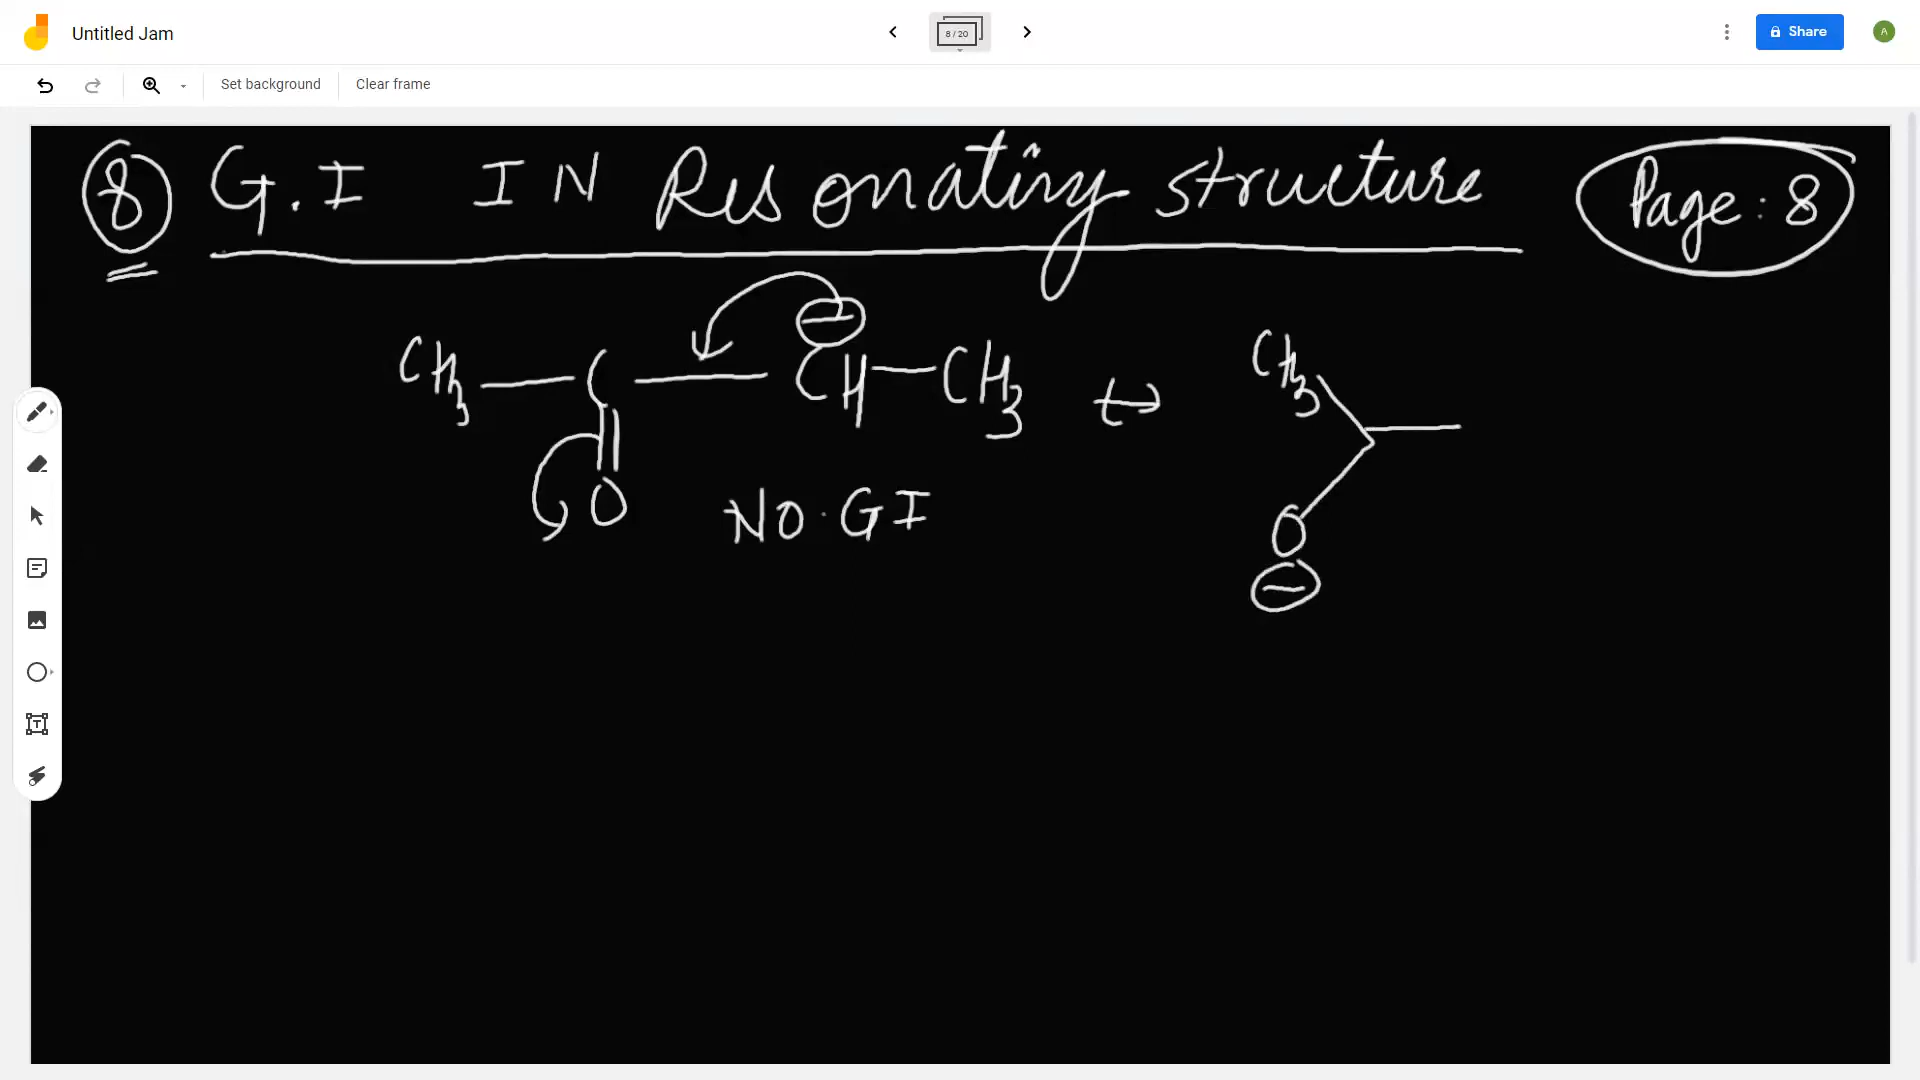 Untitled Jam
8 / 20
Share
A
Set background
Clear frame
8 G.I IN Resonating structure Page: 8
⊖
CH3—C—CH—CH3 ↔ CH3
||
O NO·GI O
⊖